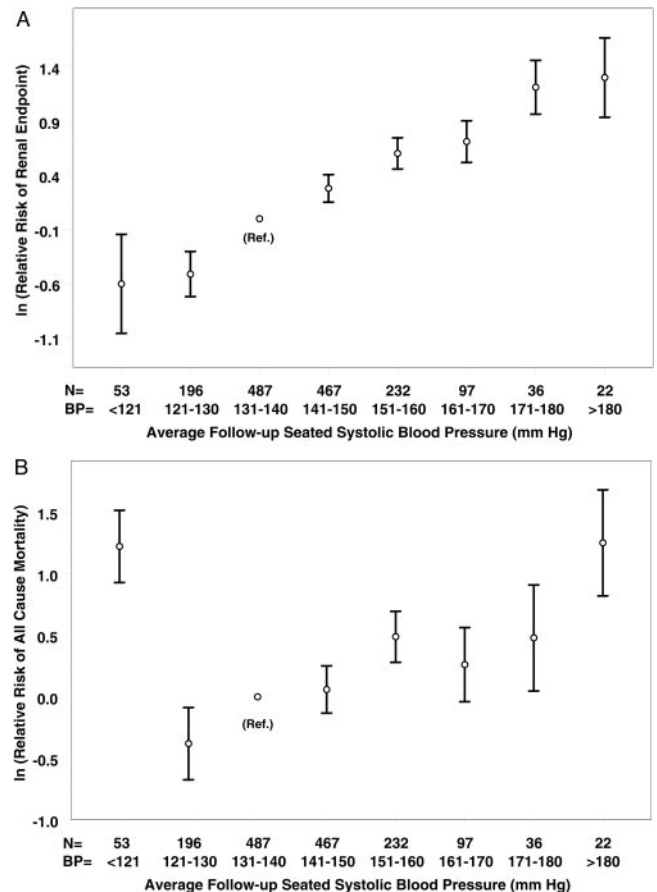 A
ln (Relative Risk of Renal Endpoint)
1.4
0.9
0.4
-0.1
-0.6
-1.1
(Ref.)
N= 53 196 487 467 232 97 36 22
BP= <121 121-130 131-140 141-150 151-160 161-170 171-180 >180
Average Follow-up Seated Systolic Blood Pressure (mm Hg)
B
ln (Relative Risk of All Cause Mortality)
1.5
1.0
0.5
0.0
-0.5
-1.0
(Ref.)
N= 53 196 487 467 232 97 36 22
BP= <121 121-130 131-140 141-150 151-160 161-170 171-180 >180
Average Follow-up Seated Systolic Blood Pressure (mm Hg)